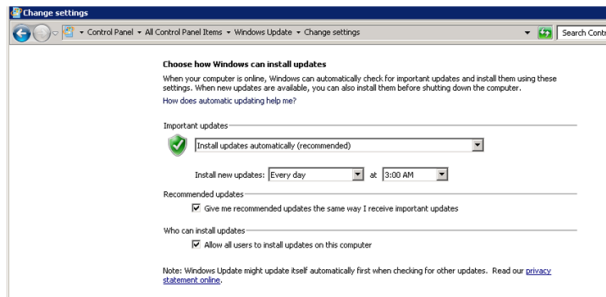 Change settings
Control Panel All Control Panel Items Windows Update Change settings
Search Contr
Choose how Windows can install updates
When your computer is online, Windows can automatically check for important updates and install them using these
settings. When new updates are available, you can also install them before shutting down the computer.
How does automatic updating help me?
Important updates
Install updates automatically (recommended)
Install new updates: Every day at 3:00 AM
Recommended updates
Give me recommended updates the same way I receive important updates
Who can install updates
Allow all users to install updates on this computer
Note: Windows Update might update itself automatically first when checking for other updates. Read our privacy
statement online.